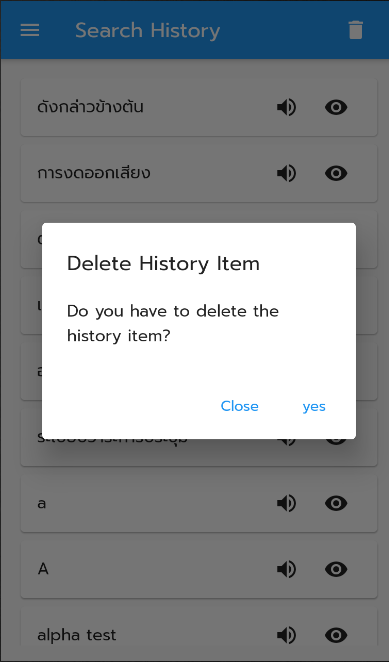 Search History
ดังกล่าวข้างต้น
การงดออกเสียง
Delete History Item
Do you have to delete the
history item?
Close yes
a
A
alpha test